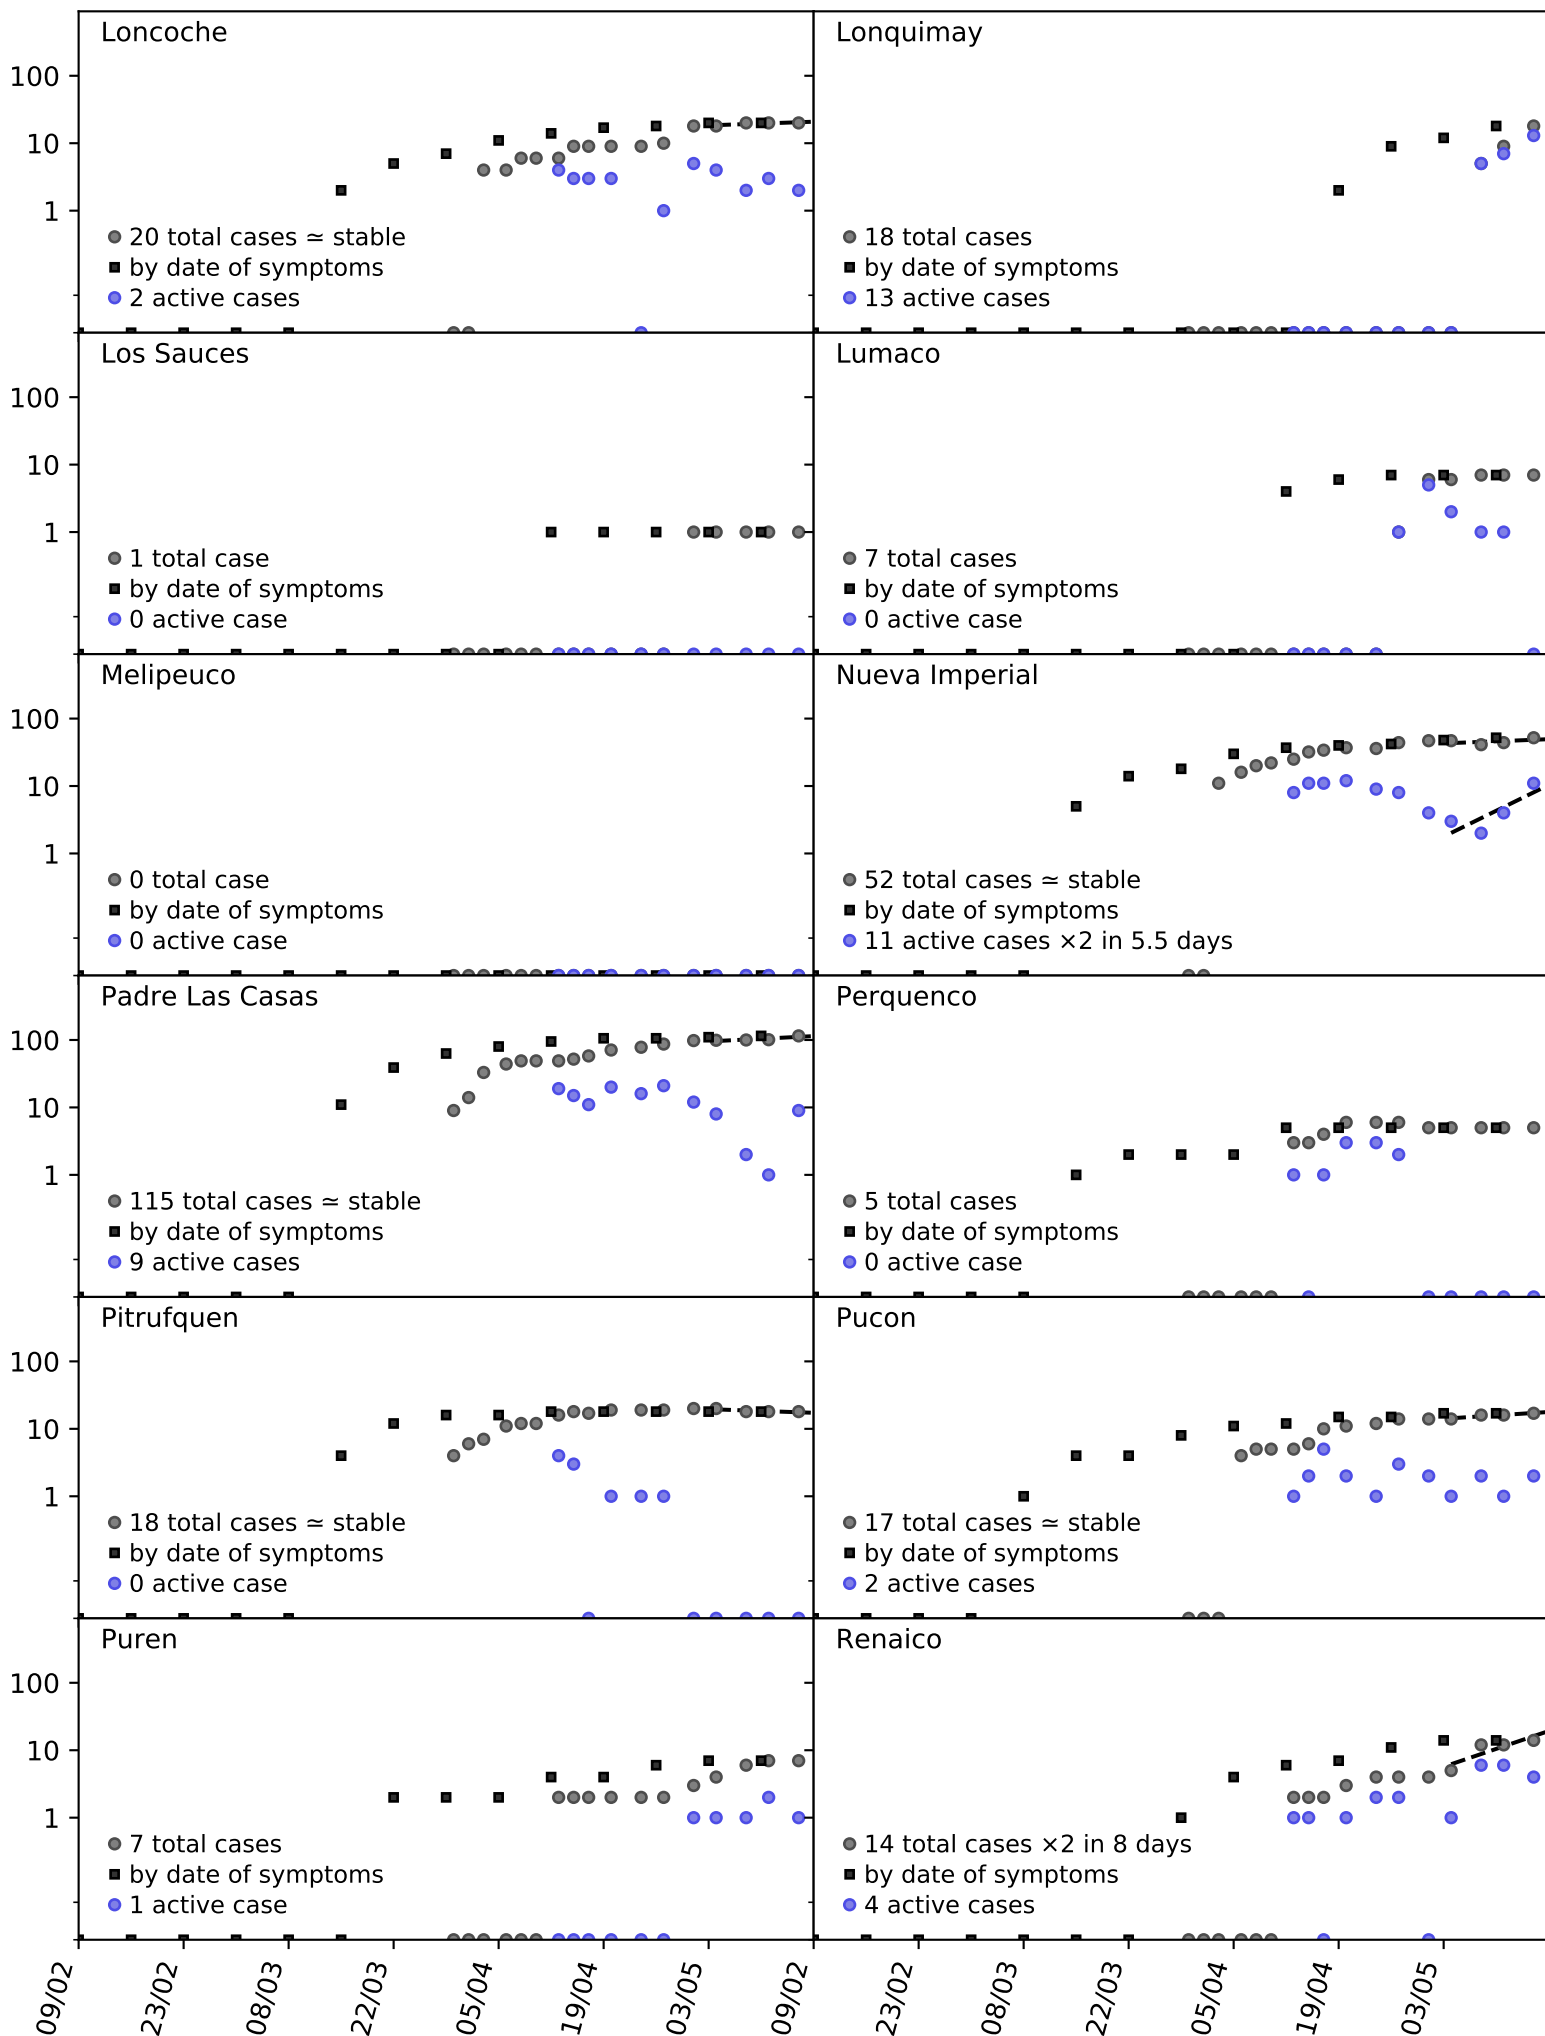 Loncoche
100
10
1
20 total cases ≃ stable
by date of symptoms
2 active cases
Lonquimay
18 total cases
by date of symptoms
13 active cases
Los Sauces
100
10
1
1 total case
by date of symptoms
0 active case
Lumaco
7 total cases
by date of symptoms
0 active case
Melipeuco
100
10
1
0 total case
by date of symptoms
0 active case
Nueva Imperial
52 total cases ≃ stable
by date of symptoms
11 active cases ×2 in 5.5 days
Padre Las Casas
100
10
1
115 total cases ≃ stable
by date of symptoms
9 active cases
Perquenco
5 total cases
by date of symptoms
0 active case
Pitrufquen
100
10
1
18 total cases ≃ stable
by date of symptoms
0 active case
Pucon
17 total cases ≃ stable
by date of symptoms
2 active cases
Puren
100
10
1
7 total cases
by date of symptoms
1 active case
Renaico
14 total cases ×2 in 8 days
by date of symptoms
4 active cases
09/02 23/02 08/03 22/03 05/04 19/04 03/05 09/02 23/02 08/03 22/03 05/04 19/04 03/05